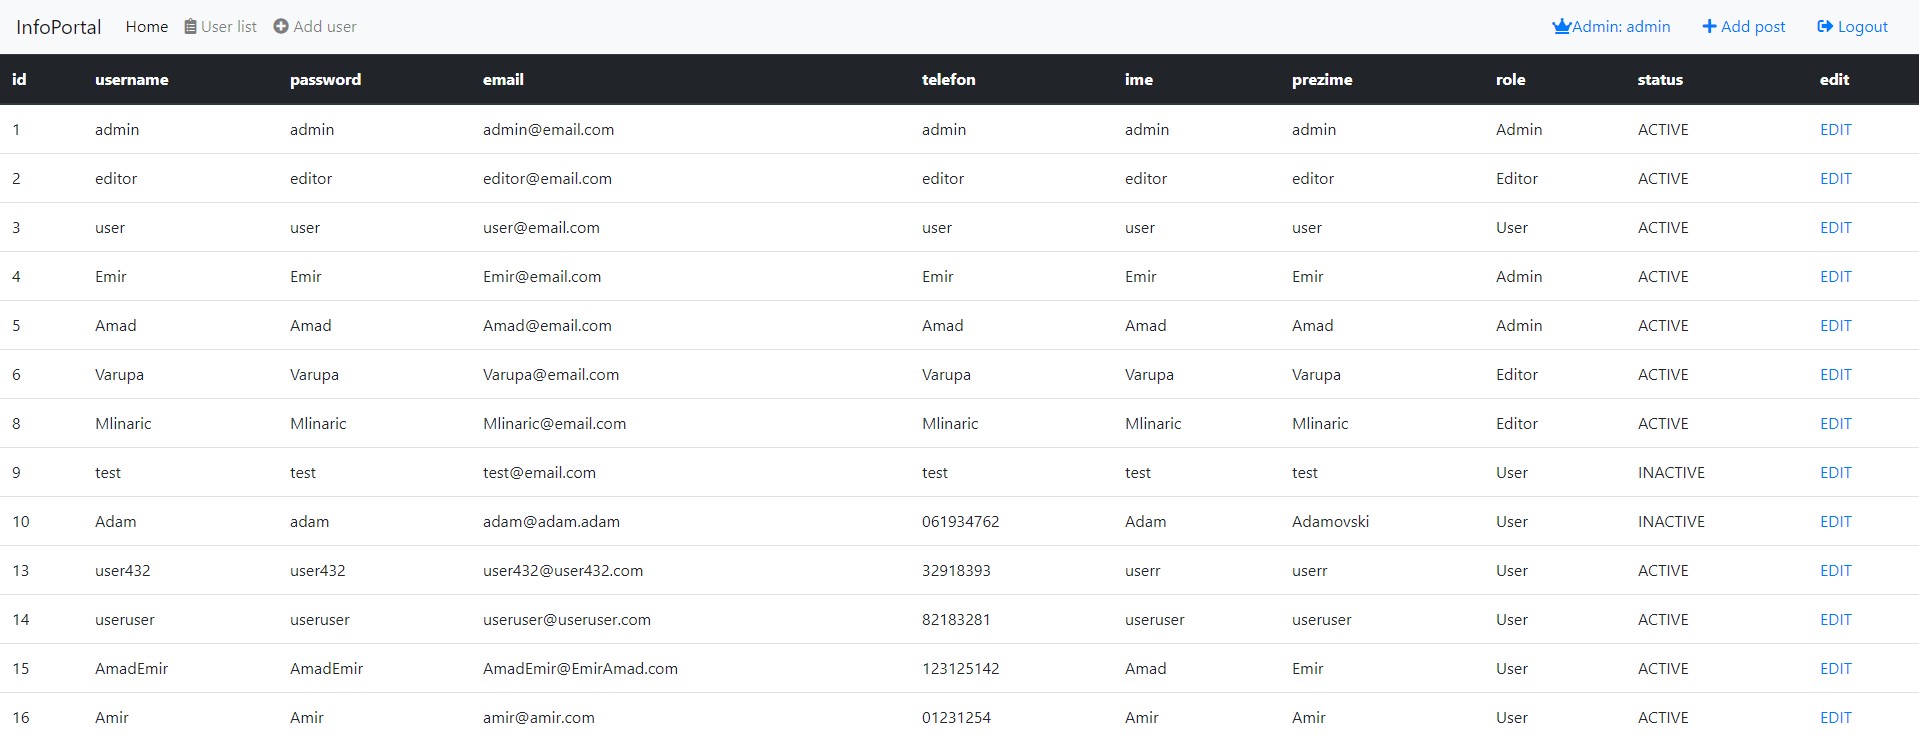 InfoPortal Home User list Add user Admin: admin Add post Logout
id username password email telefon ime prezime role status edit
1 admin admin admin@email.com admin admin admin Admin ACTIVE EDIT
2 editor editor editor@email.com editor editor editor Editor ACTIVE EDIT
3 user user user@email.com user user user User ACTIVE EDIT
4 Emir Emir Emir@email.com Emir Emir Emir Admin ACTIVE EDIT
5 Amad Amad Amad@email.com Amad Amad Amad Admin ACTIVE EDIT
6 Varupa Varupa Varupa@email.com Varupa Varupa Varupa Editor ACTIVE EDIT
8 Mlinaric Mlinaric Mlinaric@email.com Mlinaric Mlinaric Mlinaric Editor ACTIVE EDIT
9 test test test@email.com test test test User INACTIVE EDIT
10 Adam adam adam@adam.adam 061934762 Adam Adamovski User INACTIVE EDIT
13 user432 user432 user432@user432.com 32918393 userr userr User ACTIVE EDIT
14 useruser useruser useruser@useruser.com 82183281 useruser useruser User ACTIVE EDIT
15 AmadEmir AmadEmir AmadEmir@EmirAmad.com 123125142 Amad Emir User ACTIVE EDIT
16 Amir Amir amir@amir.com 01231254 Amir Amir User ACTIVE EDIT